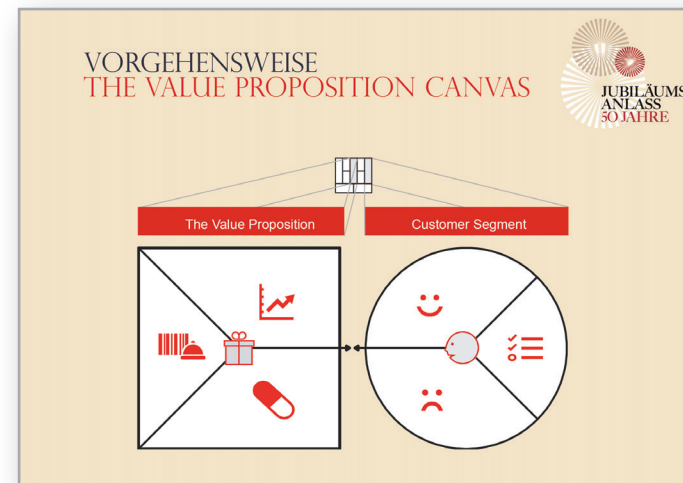 VORGEHENSWEISE
THE VALUE PROPOSITION CANVAS
JUBILÄUMS
ANLASS
50 JAHRE
The Value Proposition
Customer Segment